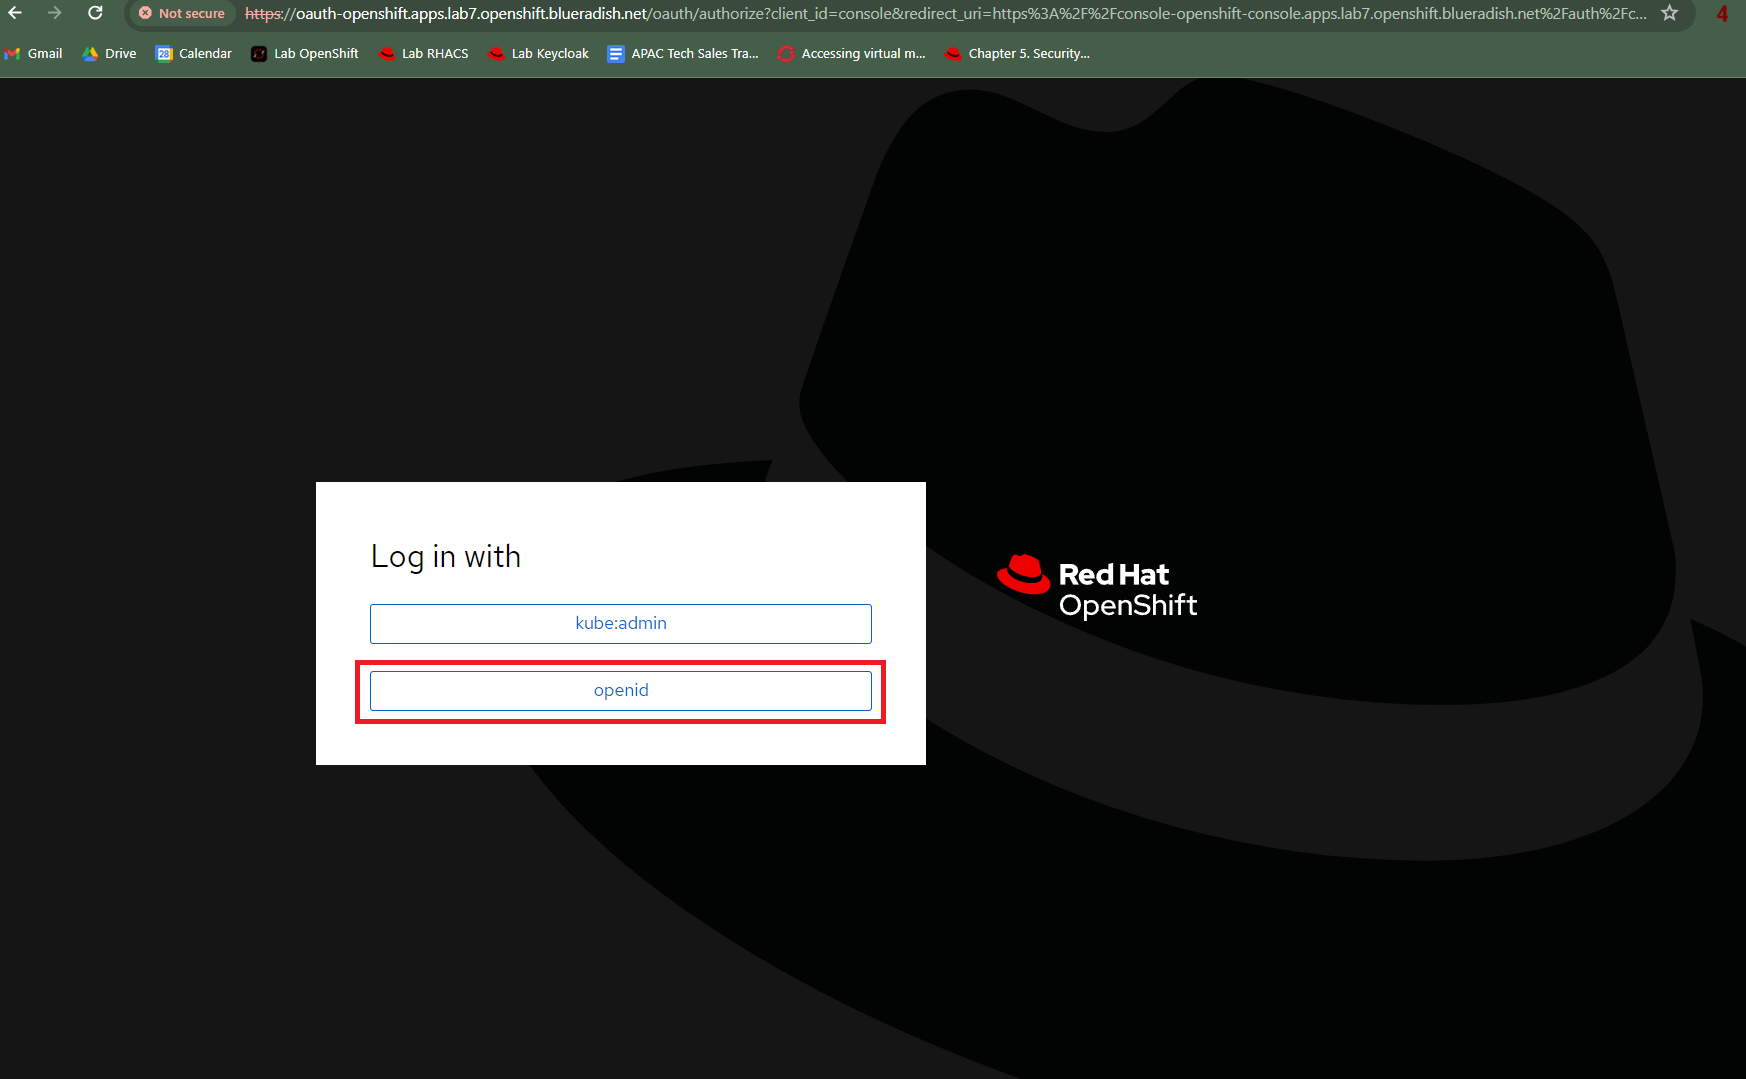 Not secure
https://oauth-openshift.apps.lab7.openshift.blueradish.net/oauth/authorize?client_id=console&redirect_uri=https%3A%2F%2Fconsole-openshift-console.apps.lab7.openshift.blueradish.net%2Fauth%2Fc...
4
Gmail Drive 28 Calendar Lab OpenShift Lab RHACS Lab Keycloak APAC Tech Sales Tra... Accessing virtual m... Chapter 5. Security...
Log in with
kube:admin
openid
Red Hat
OpenShift